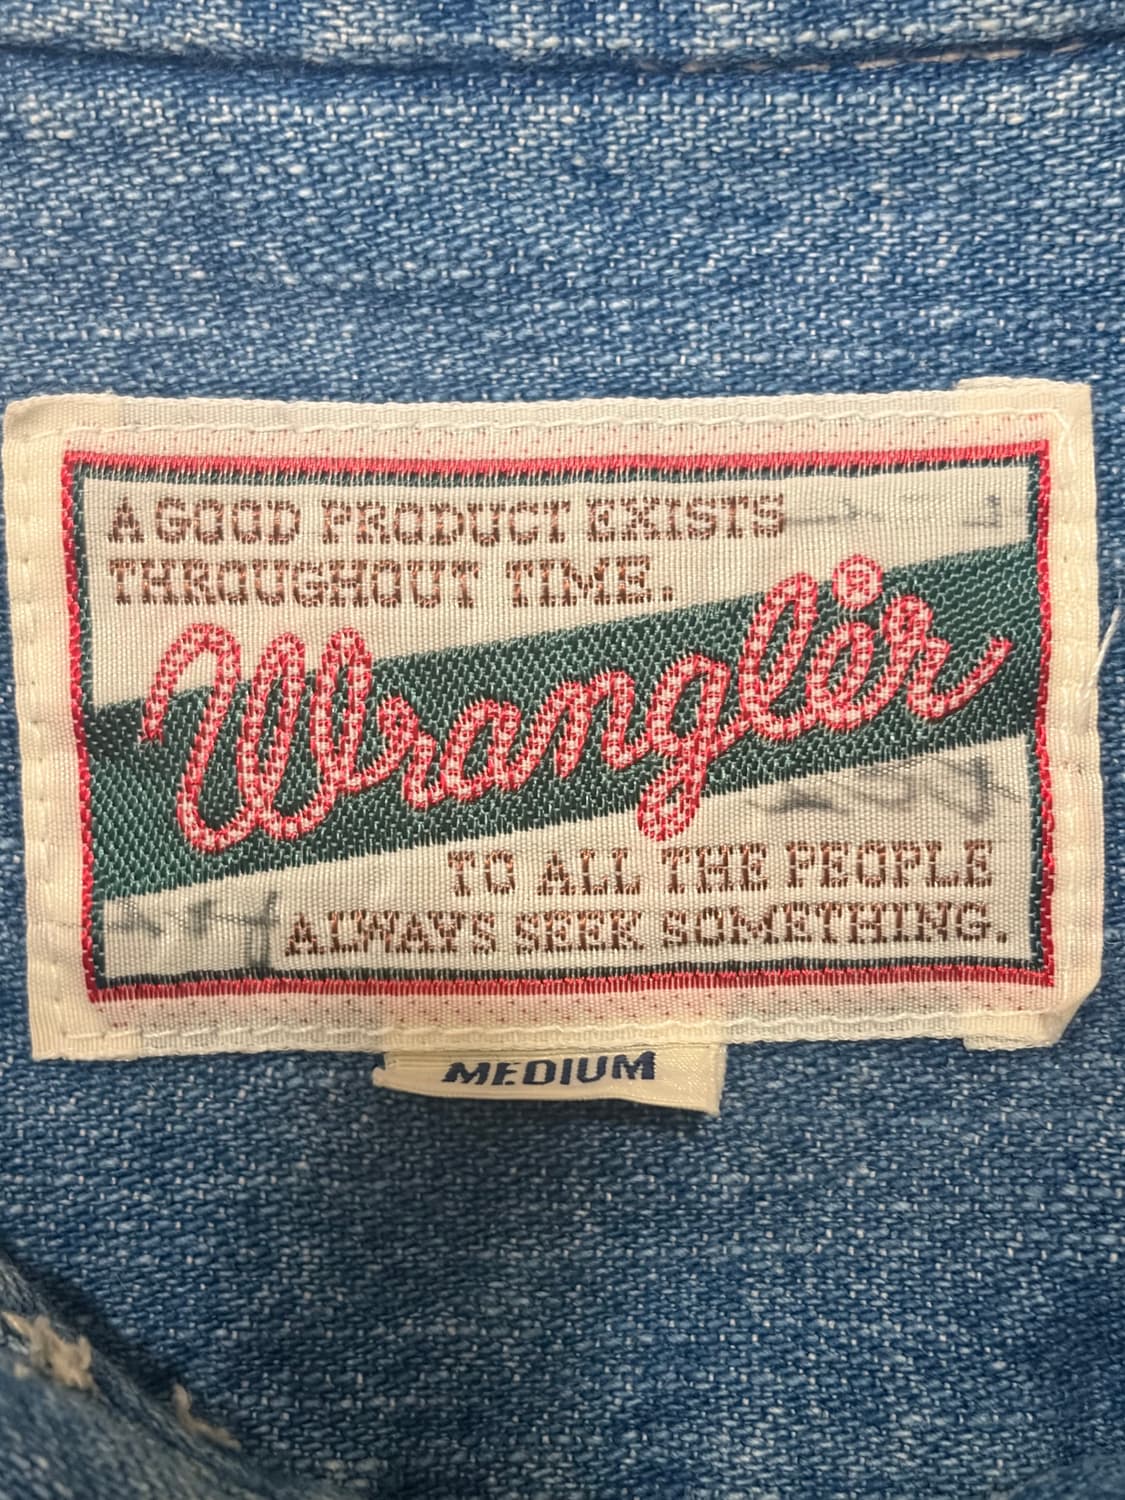 A GOOD PRODUCT EXISTS
THROUGHOUT TIME.
Wrangler®
TO ALL THE PEOPLE
ALWAYS SEEK SOMETHING.
MEDIUM